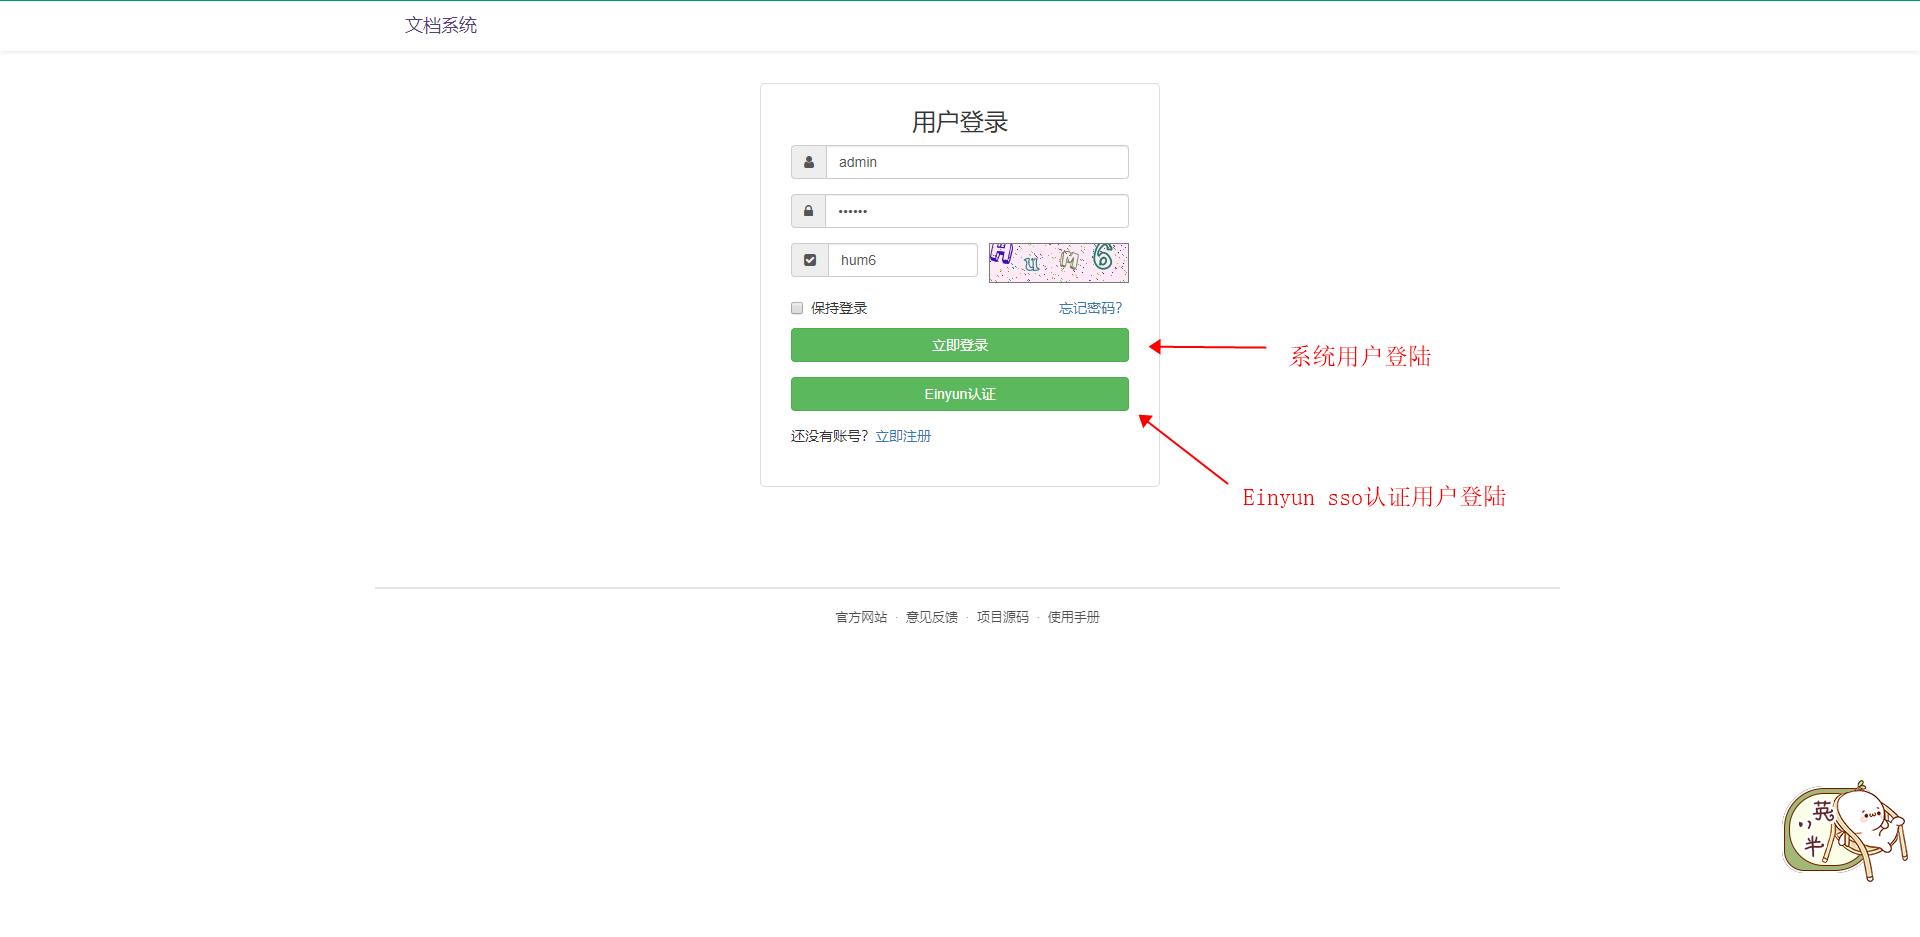 文档系统
用户登录
admin
••••••
hum6
HuM6
保持登录
忘记密码?
立即登录
系统用户登陆
Einyun认证
还没有账号? 立即注册
Einyun sso认证用户登陆
官方网站 · 意见反馈 · 项目源码 · 使用手册
英
半